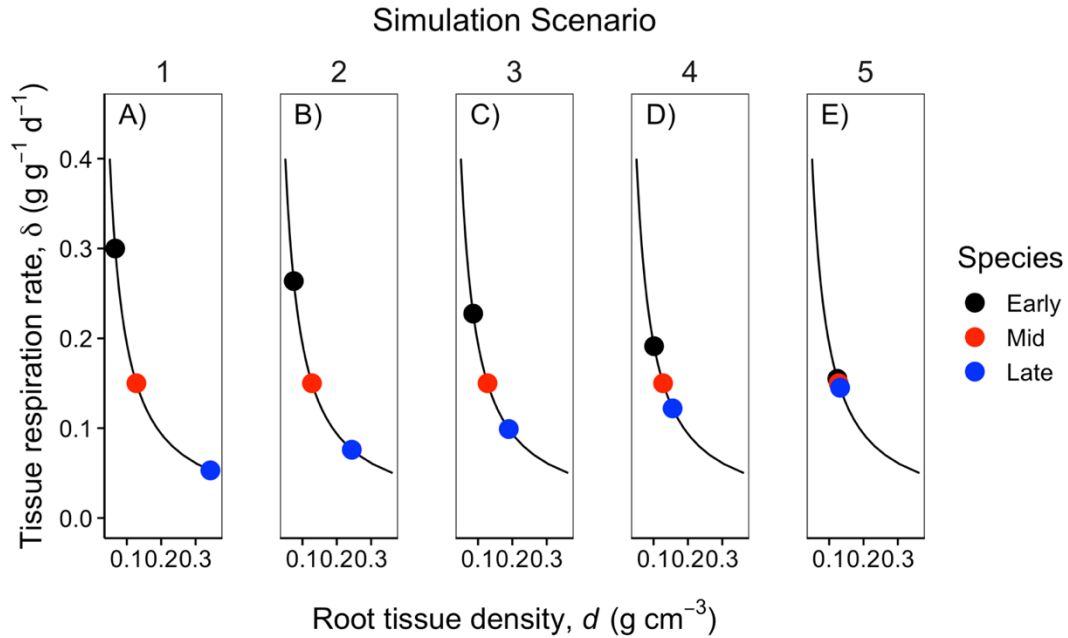 Simulation Scenario
1 2 3 4 5
A) B) C) D) E)
Tissue respiration rate, δ (g g⁻¹ d⁻¹)
0.4
0.3
0.2
0.1
0.0
0.10.20.3 0.10.20.3 0.10.20.3 0.10.20.3 0.10.20.3
Root tissue density, d (g cm⁻³)
Species
Early
Mid
Late